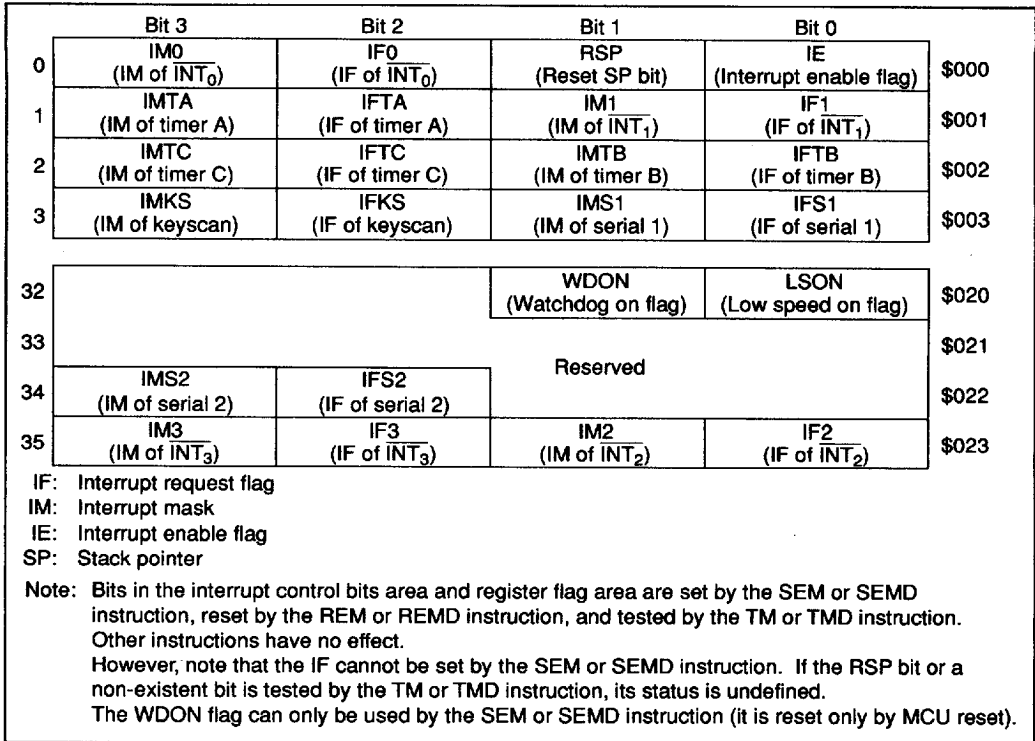 Bit 3 Bit 2 Bit 1 Bit 0
0 IM0 (IM of INT0) IF0 (IF of INT0) RSP (Reset SP bit) IE (Interrupt enable flag) $000
1 IMTA (IM of timer A) IFTA (IF of timer A) IM1 (IM of INT1) IF1 (IF of INT1) $001
2 IMTC (IM of timer C) IFTC (IF of timer C) IMTB (IM of timer B) IFTB (IF of timer B) $002
3 IMKS (IM of keyscan) IFKS (IF of keyscan) IMS1 (IM of serial 1) IFS1 (IF of serial 1) $003
32 WDON (Watchdog on flag) LSON (Low speed on flag) $020
33 $021
Reserved
34 IMS2 (IM of serial 2) IFS2 (IF of serial 2) $022
35 IM3 (IM of INT3) IF3 (IF of INT3) IM2 (IM of INT2) IF2 (IF of INT2) $023
IF: Interrupt request flag
IM: Interrupt mask
IE: Interrupt enable flag
SP: Stack pointer
Note: Bits in the interrupt control bits area and register flag area are set by the SEM or SEMD
instruction, reset by the REM or REMD instruction, and tested by the TM or TMD instruction.
Other instructions have no effect.
However, note that the IF cannot be set by the SEM or SEMD instruction. If the RSP bit or a
non-existent bit is tested by the TM or TMD instruction, its status is undefined.
The WDON flag can only be used by the SEM or SEMD instruction (it is reset only by MCU reset).